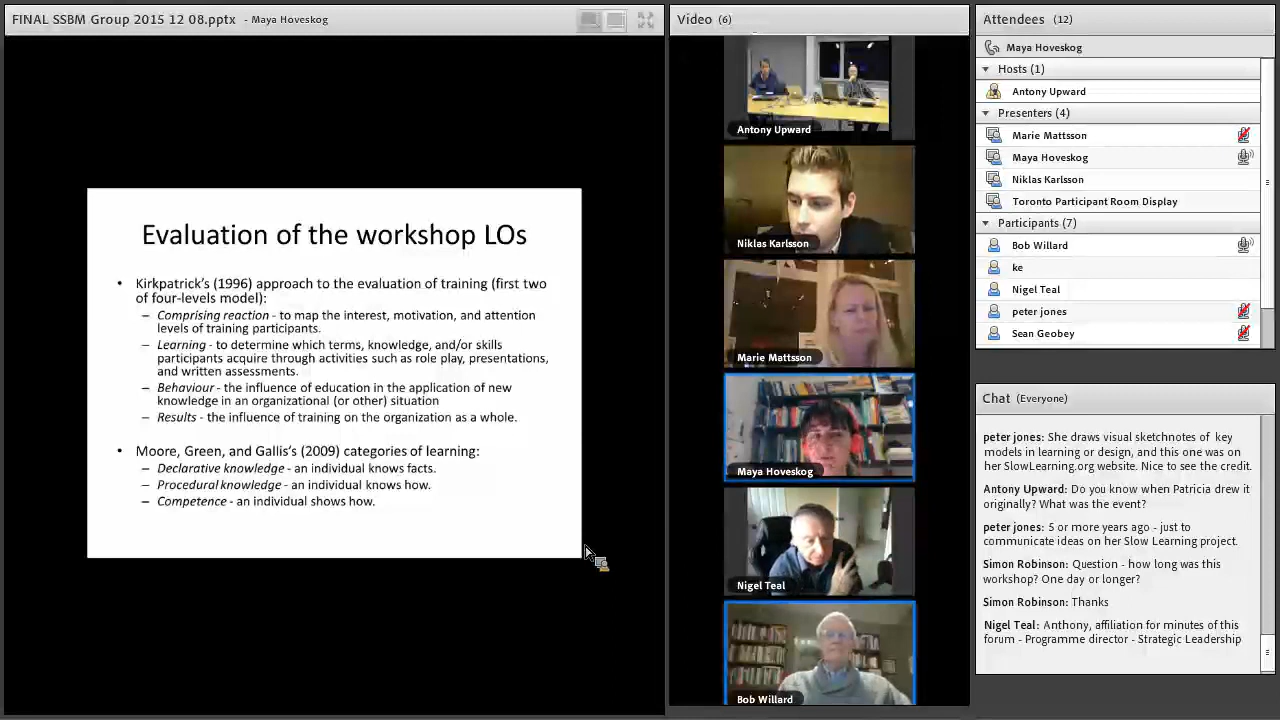 FINAL SSBM Group 2015 12 08.pptx - Maya Hoveskog
Evaluation of the workshop LOs
• Kirkpatrick's (1996) approach to the evaluation of training (first two
of four-levels model):
– Comprising reaction - to map the interest, motivation, and attention
levels of training participants.
– Learning - to determine which terms, knowledge, and/or skills
participants acquire through activities such as role play, presentations,
and written assessments.
– Behaviour - the influence of education in the application of new
knowledge in an organizational (or other) situation
– Results - the influence of training on the organization as a whole.
• Moore, Green, and Gallis's (2009) categories of learning:
– Declarative knowledge - an individual knows facts.
– Procedural knowledge - an individual knows how.
– Competence - an individual shows how.
Video (6)
Antony Upward
Niklas Karlsson
Marie Mattsson
Maya Hoveskog
Nigel Teal
Bob Willard
Attendees (12)
Maya Hoveskog
Hosts (1)
Antony Upward
Presenters (4)
Marie Mattsson
Maya Hoveskog
Niklas Karlsson
Toronto Participant Room Display
Participants (7)
Bob Willard
ke
Nigel Teal
peter jones
Sean Geobey
Chat (Everyone)
peter jones: She draws visual sketchnotes of key
models in learning or design, and this one was on
her SlowLearning.org website. Nice to see the credit.
Antony Upward: Do you know when Patricia drew it
originally? What was the event?
peter jones: 5 or more years ago - just to
communicate ideas on her Slow Learning project.
Simon Robinson: Question - how long was this
workshop? One day or longer?
Simon Robinson: Thanks
Nigel Teal: Anthony, affiliation for minutes of this
forum - Programme director - Strategic Leadership